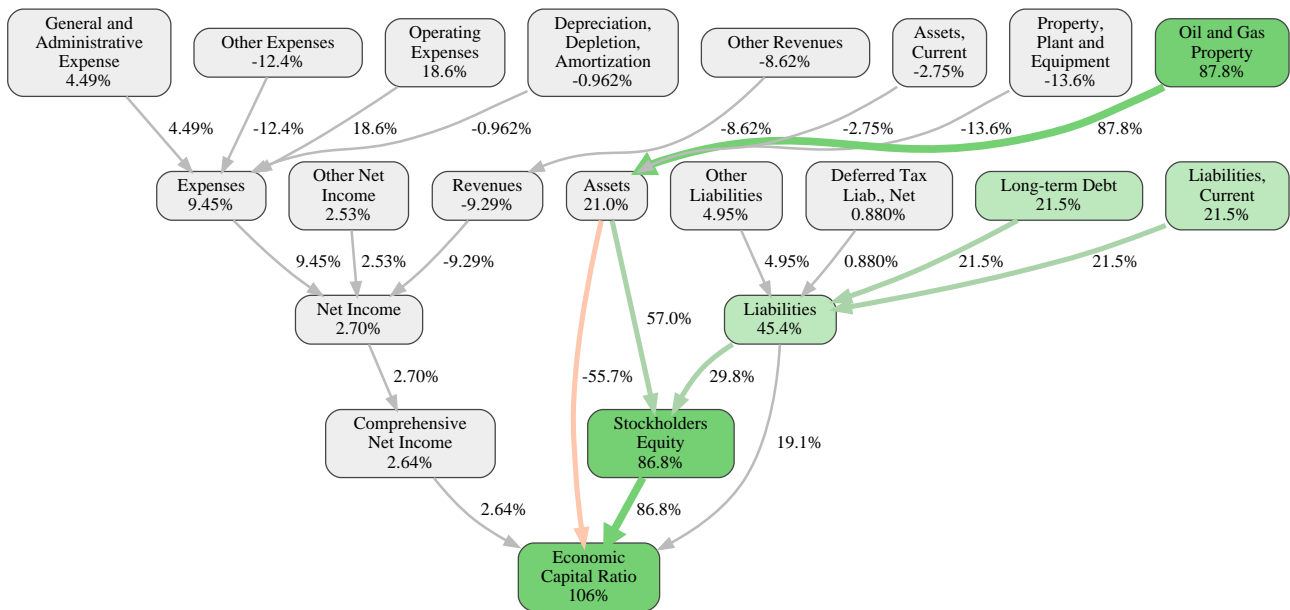 General and
Administrative
Expense
4.49%
Other Expenses
-12.4%
Operating
Expenses
18.6%
Depreciation,
Depletion,
Amortization
-0.962%
Other Revenues
-8.62%
Assets,
Current
-2.75%
Property,
Plant and
Equipment
-13.6%
Oil and Gas
Property
87.8%
4.49%
-12.4%
18.6%
-0.962%
-8.62%
-2.75%
-13.6%
87.8%
Expenses
9.45%
Other Net
Income
2.53%
Revenues
-9.29%
Assets
21.0%
Other
Liabilities
4.95%
Deferred Tax
Liab., Net
0.880%
Long-term Debt
21.5%
Liabilities,
Current
21.5%
9.45%
2.53%
-9.29%
4.95%
0.880%
21.5%
21.5%
Net Income
2.70%
57.0%
Liabilities
45.4%
2.70%
-55.7%
29.8%
Comprehensive
Net Income
2.64%
Stockholders
Equity
86.8%
19.1%
2.64%
86.8%
Economic
Capital Ratio
106%